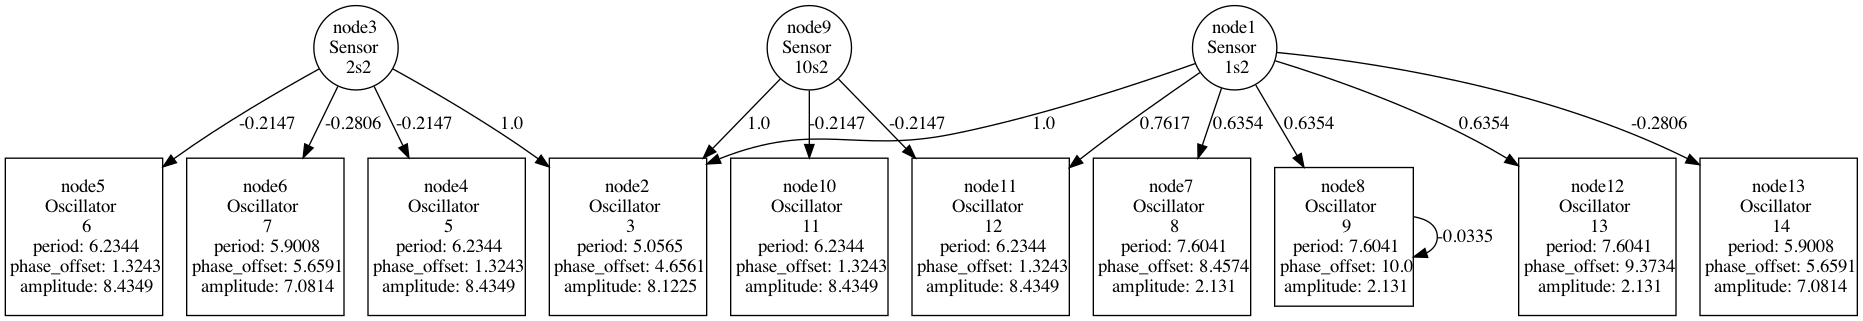 node3
Sensor
2s2
node9
Sensor
10s2
node1
Sensor
1s2
-0.2147
-0.2806
-0.2147
1.0
1.0
-0.2147
-0.2147
1.0
0.7617
0.6354
0.6354
0.6354
-0.2806
node5
Oscillator
6
period: 6.2344
phase_offset: 1.3243
amplitude: 8.4349
node6
Oscillator
7
period: 5.9008
phase_offset: 5.6591
amplitude: 7.0814
node4
Oscillator
5
period: 6.2344
phase_offset: 1.3243
amplitude: 8.4349
node2
Oscillator
3
period: 5.0565
phase_offset: 4.6561
amplitude: 8.1225
node10
Oscillator
11
period: 6.2344
phase_offset: 1.3243
amplitude: 8.4349
node11
Oscillator
12
period: 6.2344
phase_offset: 1.3243
amplitude: 8.4349
node7
Oscillator
8
period: 7.6041
phase_offset: 8.4574
amplitude: 2.131
node8
Oscillator
9
period: 7.6041
phase_offset: 10.0
amplitude: 2.131
-0.0335
node12
Oscillator
13
period: 7.6041
phase_offset: 9.3734
amplitude: 2.131
node13
Oscillator
14
period: 5.9008
phase_offset: 5.6591
amplitude: 7.0814